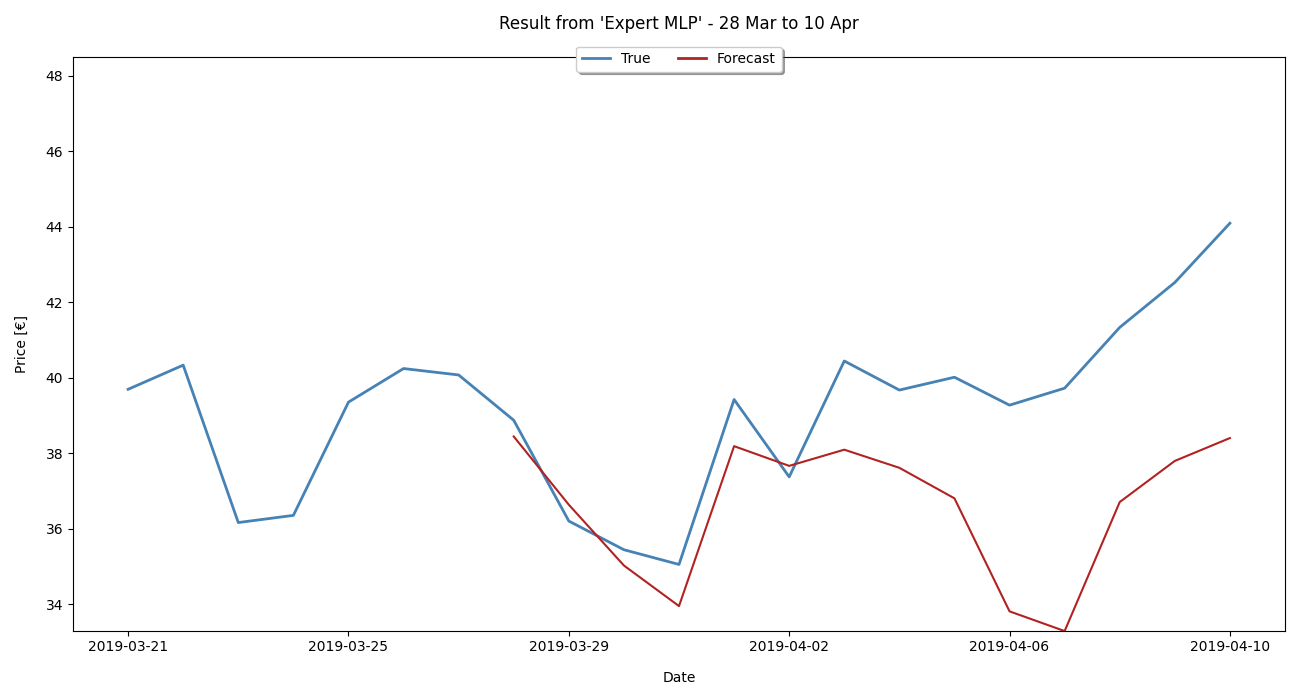 Result from 'Expert MLP' - 28 Mar to 10 Apr
True Forecast
48
46
44
42
40
38
36
34
Price [€]
2019-03-21 2019-03-25 2019-03-29 2019-04-02 2019-04-06 2019-04-10
Date